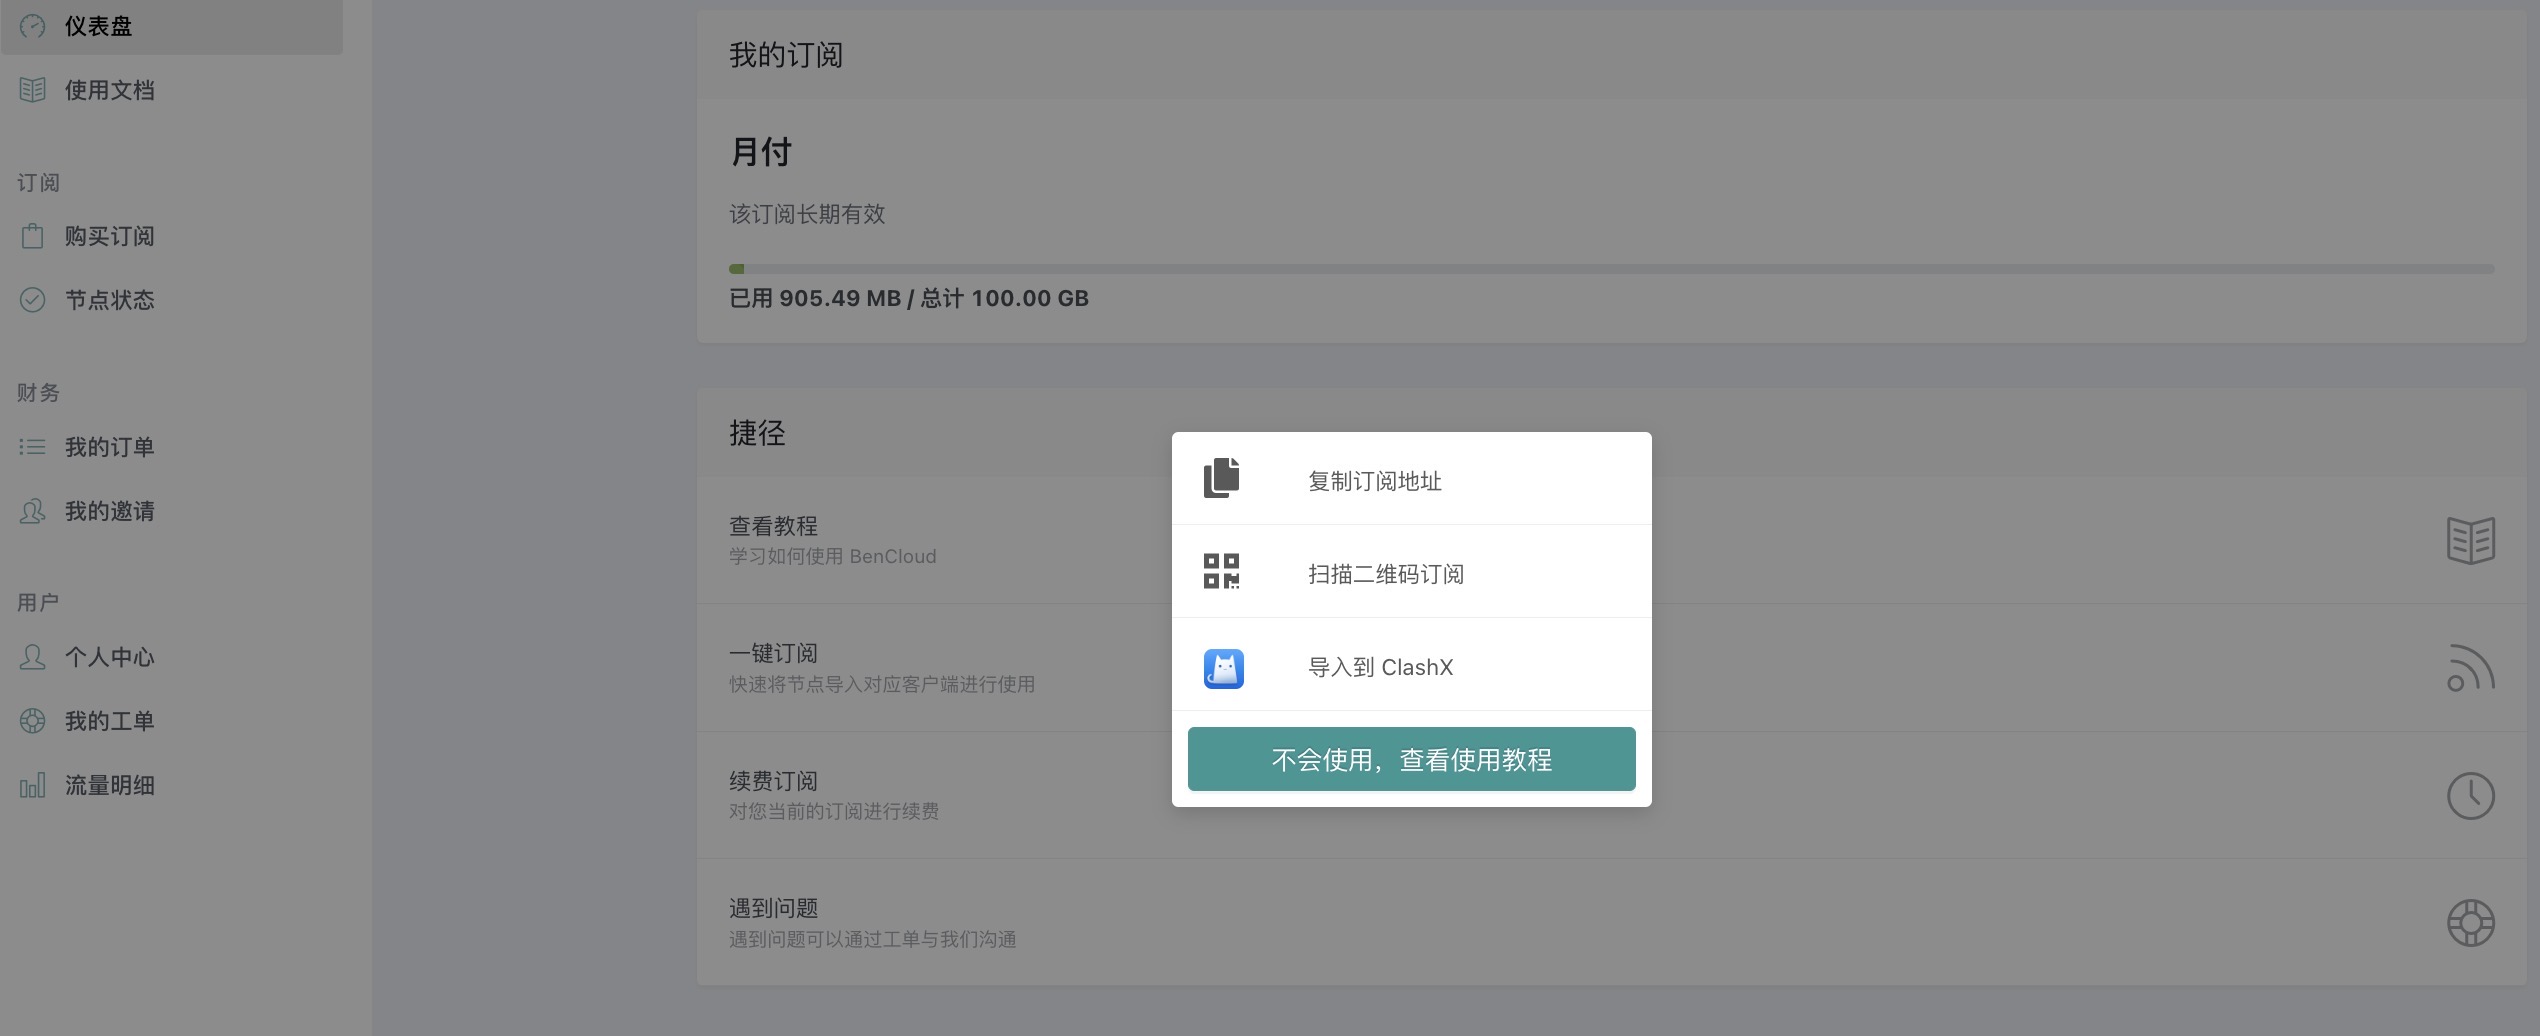 仪表盘
使用文档
订阅
购买订阅
节点状态
财务
我的订单
我的邀请
用户
个人中心
我的工单
流量明细
我的订阅
月付
该订阅长期有效
已用 905.49 MB / 总计 100.00 GB
捷径
查看教程
学习如何使用 BenCloud
一键订阅
快速将节点导入对应客户端进行使用
续费订阅
对您当前的订阅进行续费
遇到问题
遇到问题可以通过工单与我们沟通
复制订阅地址
扫描二维码订阅
导入到 ClashX
不会使用，查看使用教程